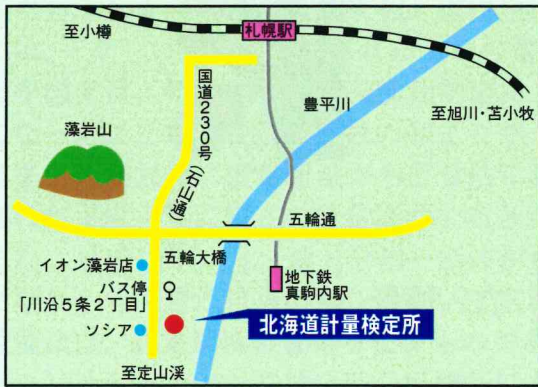 札幌駅
至小樽
国道230号
(石山通)
豊平川
至旭川・苫小牧
藻岩山
五輪通
五輪大橋
イオン藻岩店
バス停
「川沿5条2丁目」
ソシア
地下鉄
真駒内駅
北海道計量検定所
至定山渓